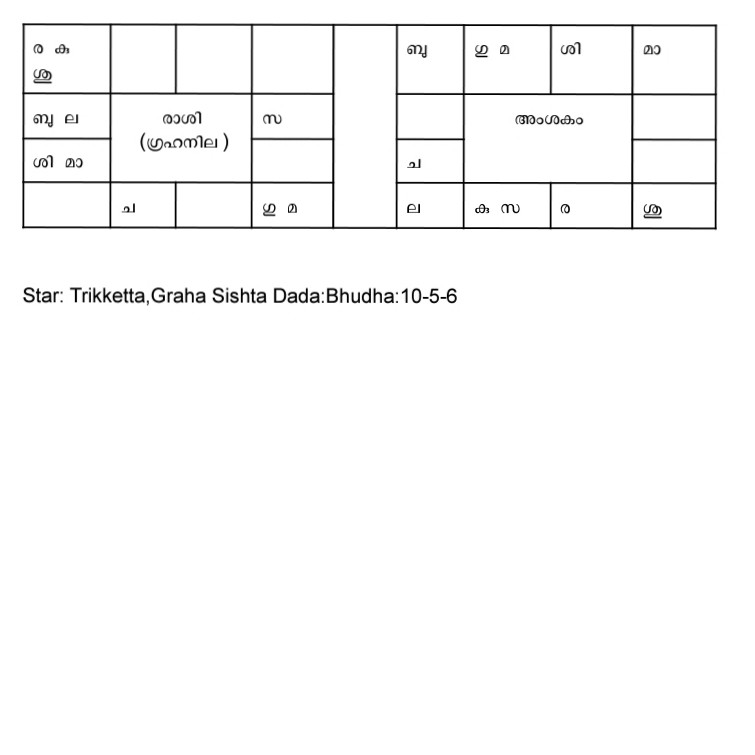 ര കു ബു ഗു മ ശി മാ
ശു
ബു ല രാശി സ അംശകം
(ഗ്രഹനില )
ശി മാ ച
ച ഗു മ ല കു സ ര ശു
Star: Trikketta,Graha Sishta Dada:Bhudha:10-5-6